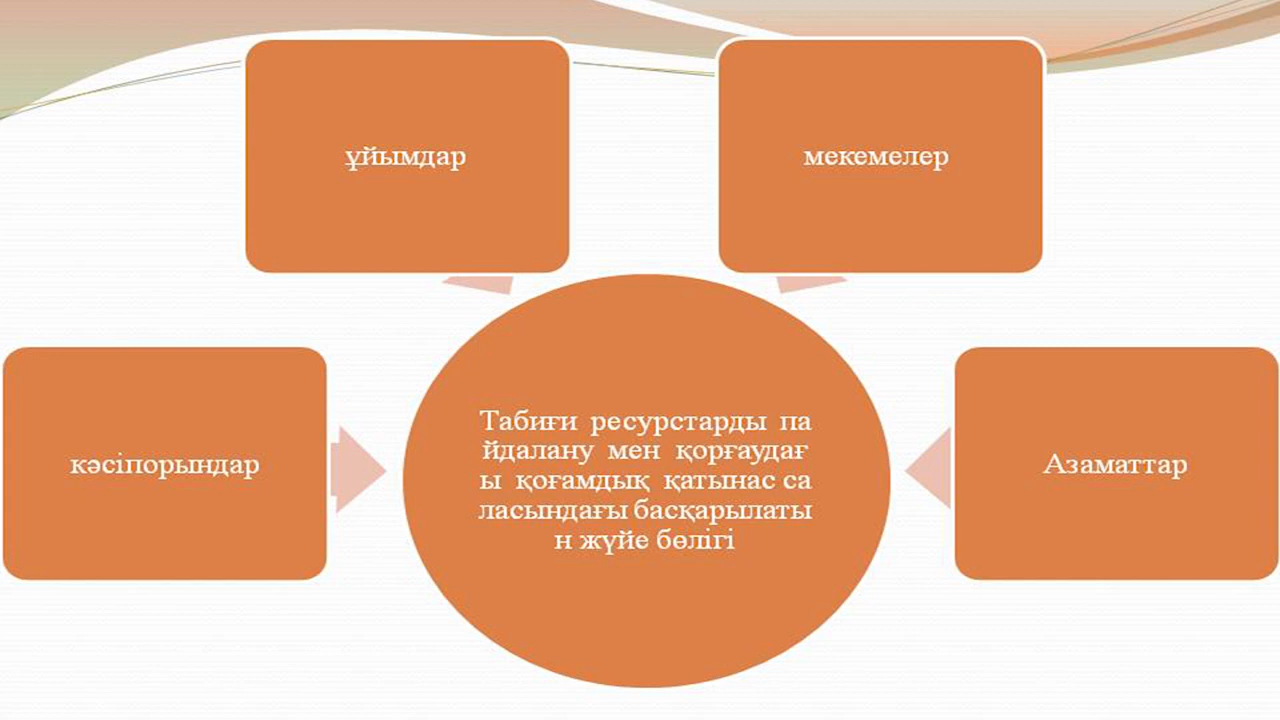 ұйымдар
мекемелер
кәсіпорындар
Табиғи ресурстарды па
йдалану мен қорғаудағ
ы қоғамдық қатынас са
ласындағы басқарылаты
н жүйе бөлігі
Азаматтар